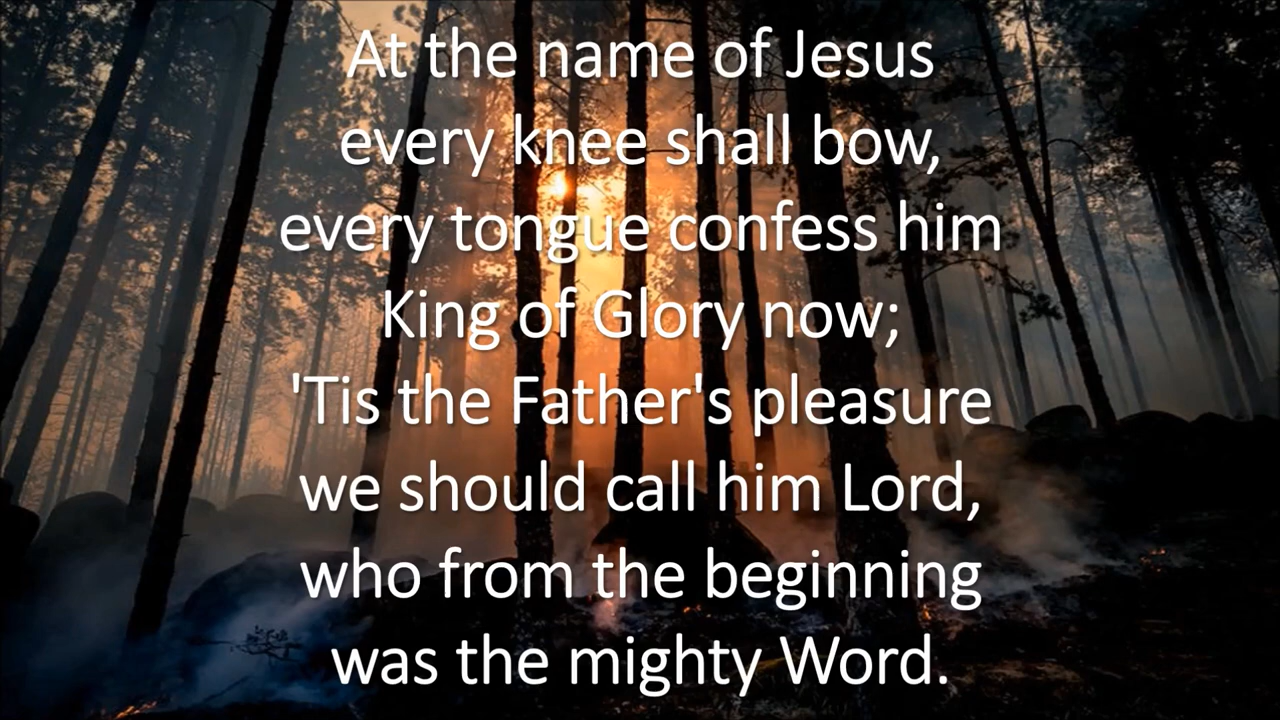 At the name of Jesus
every knee shall bow,
every tongue confess him
King of Glory now;
'Tis the Father's pleasure
we should call him Lord,
who from the beginning
was the mighty Word.